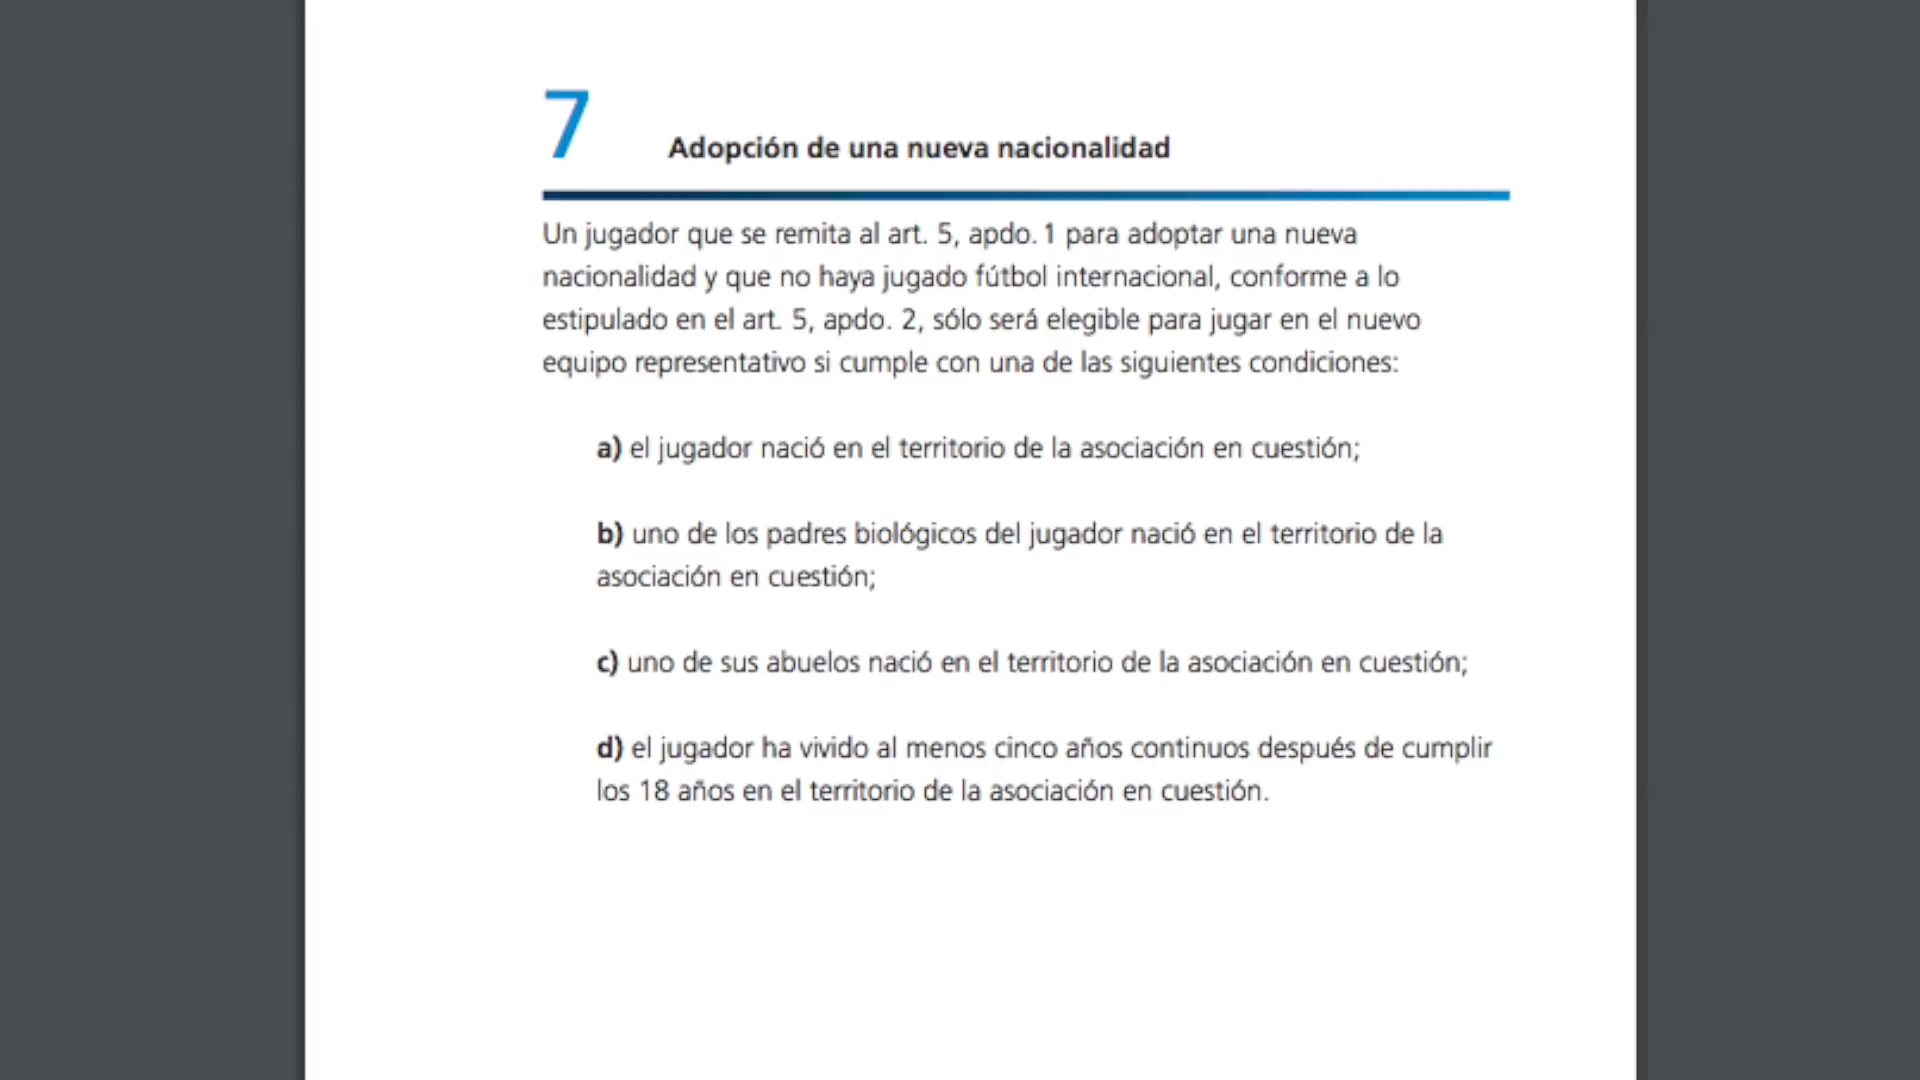 7
Adopción de una nueva nacionalidad
Un jugador que se remita al art. 5, apdo. 1 para adoptar una nueva
nacionalidad y que no haya jugado fútbol internacional, conforme a lo
estipulado en el art. 5, apdo. 2, sólo será elegible para jugar en el nuevo
equipo representativo si cumple con una de las siguientes condiciones:
a) el jugador nació en el territorio de la asociación en cuestión;
b) uno de los padres biológicos del jugador nació en el territorio de la
asociación en cuestión;
c) uno de sus abuelos nació en el territorio de la asociación en cuestión;
d) el jugador ha vivido al menos cinco años continuos después de cumplir
los 18 años en el territorio de la asociación en cuestión.